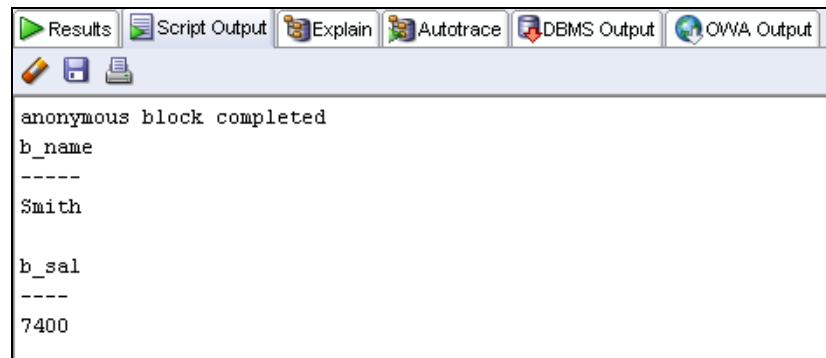 Results Script Output Explain Autotrace DBMS Output OWA Output
anonymous block completed
b_name
-----
Smith
b_sal
----
7400